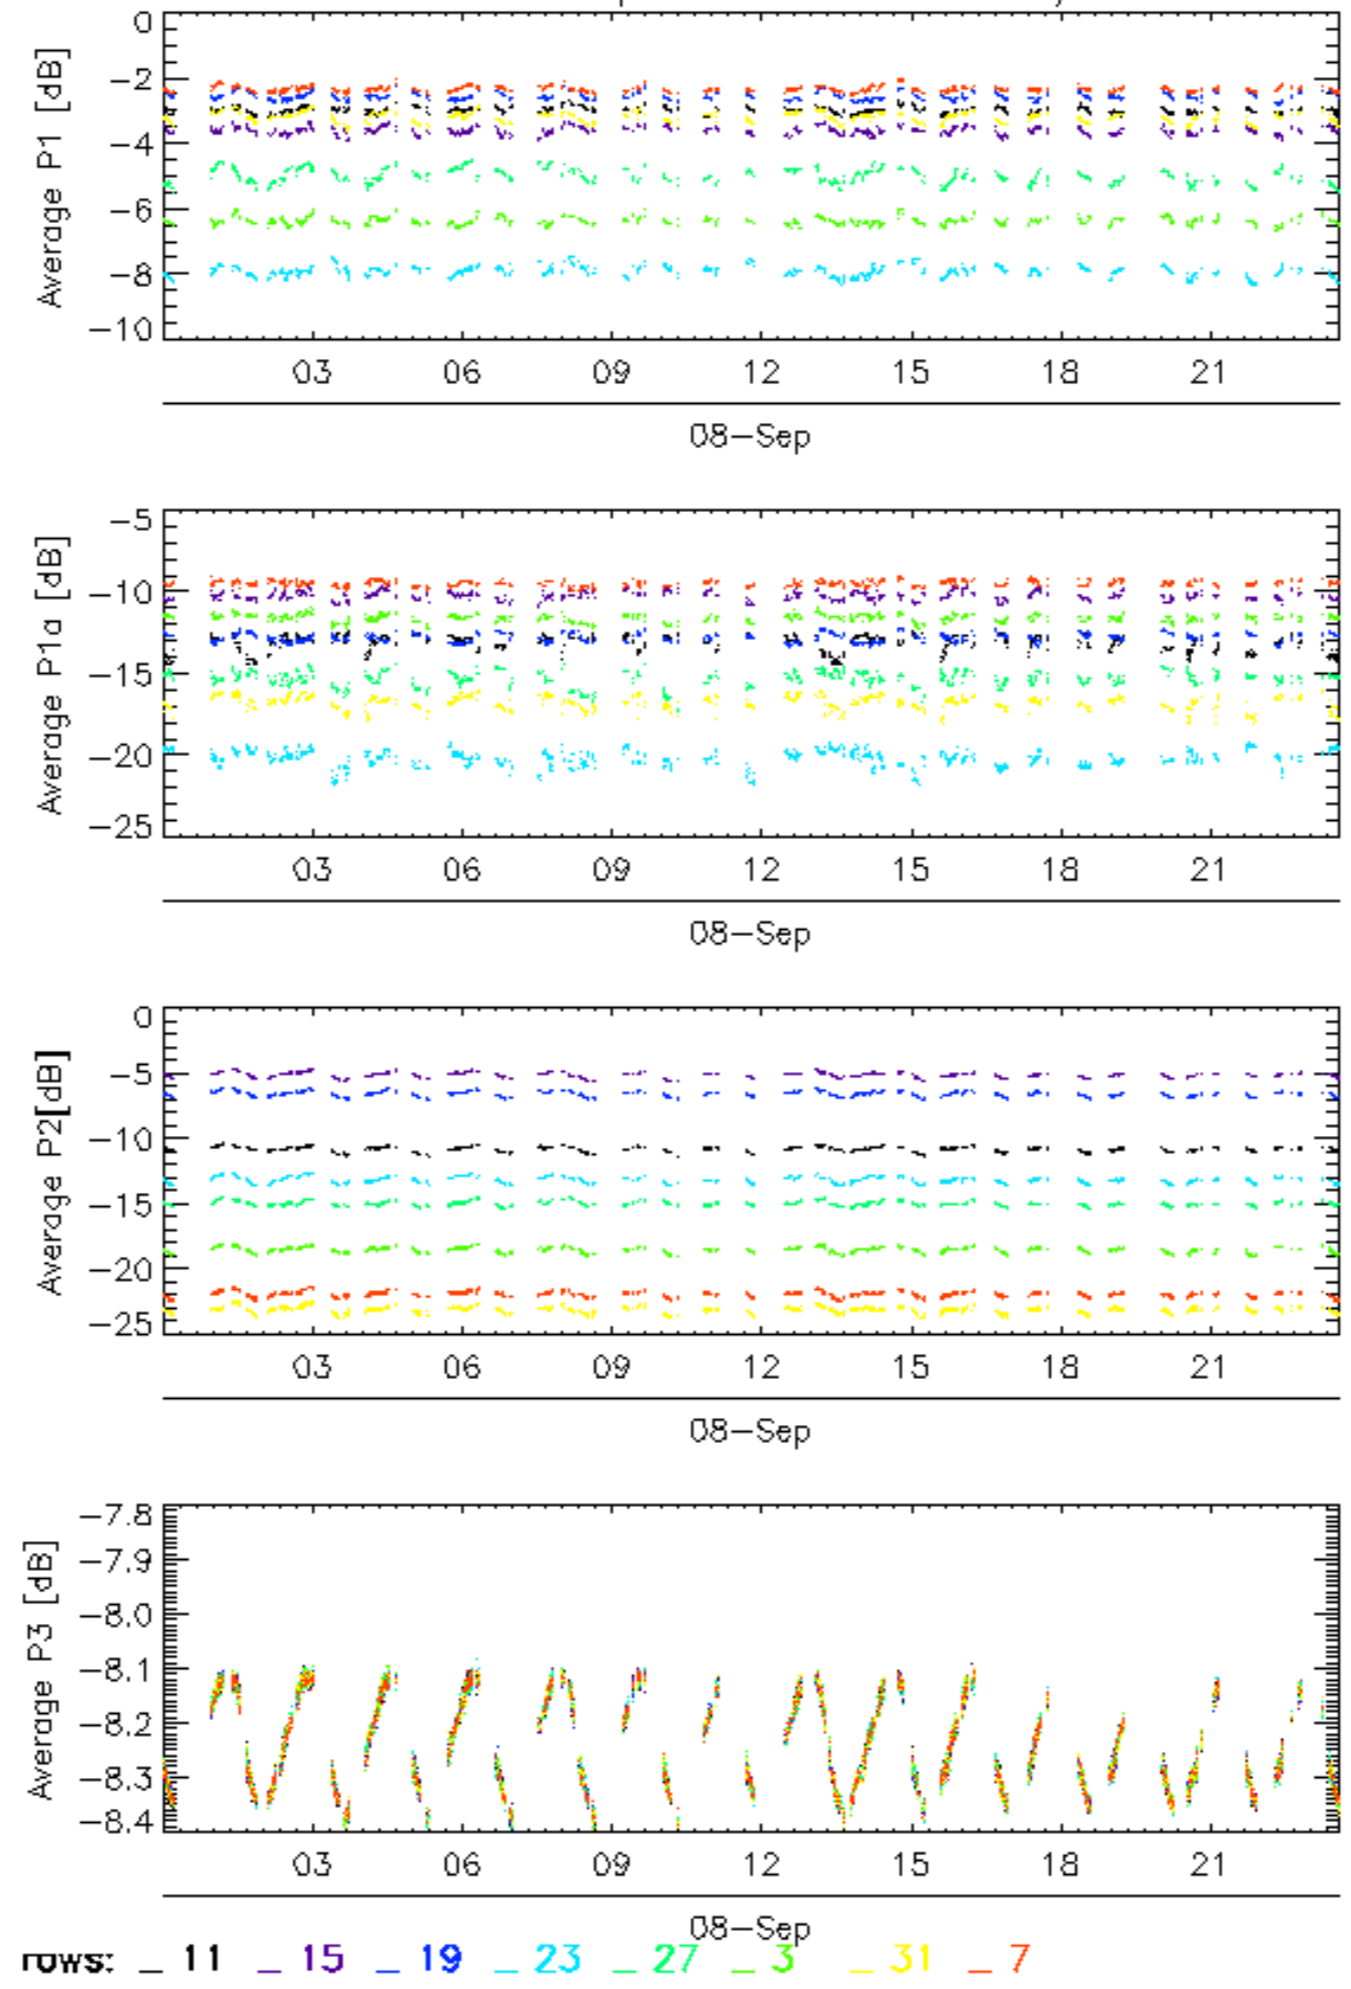 0
-2
-4
-6
-8
-10
Average P1 [dB]
03 06 09 12 15 18 21
08-Sep
-5
-10
-15
-20
-25
Average P1a [dB]
03 06 09 12 15 18 21
08-Sep
0
-5
-10
-15
-20
-25
Average P2[dB]
03 06 09 12 15 18 21
08-Sep
-7.8
-7.9
-8.0
-8.1
-8.2
-8.3
-8.4
Average P3 [dB]
03 06 09 12 15 18 21
08-Sep
rows: _ 11 _ 15 _ 19 _ 23 _ 27 _ 3 _ 31 _ 7